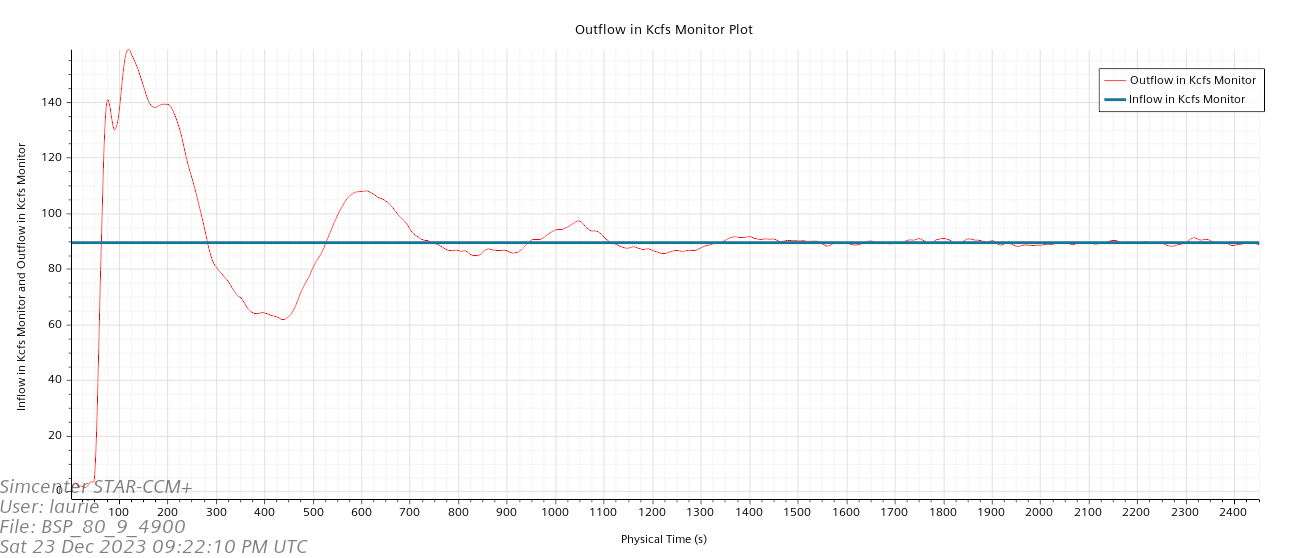 Outflow in Kcfs Monitor Plot
Outflow in Kcfs Monitor
Inflow in Kcfs Monitor
Inflow in Kcfs Monitor and Outflow in Kcfs Monitor
140
120
100
80
60
40
20
0
100 200 300 400 500 600 700 800 900 1000 1100 1200 1300 1400 1500 1600 1700 1800 1900 2000 2100 2200 2300 2400
Physical Time (s)
Simcenter STAR-CCM+
User: laurie
File: BSP_80_9_4900
Sat 23 Dec 2023 09:22:10 PM UTC